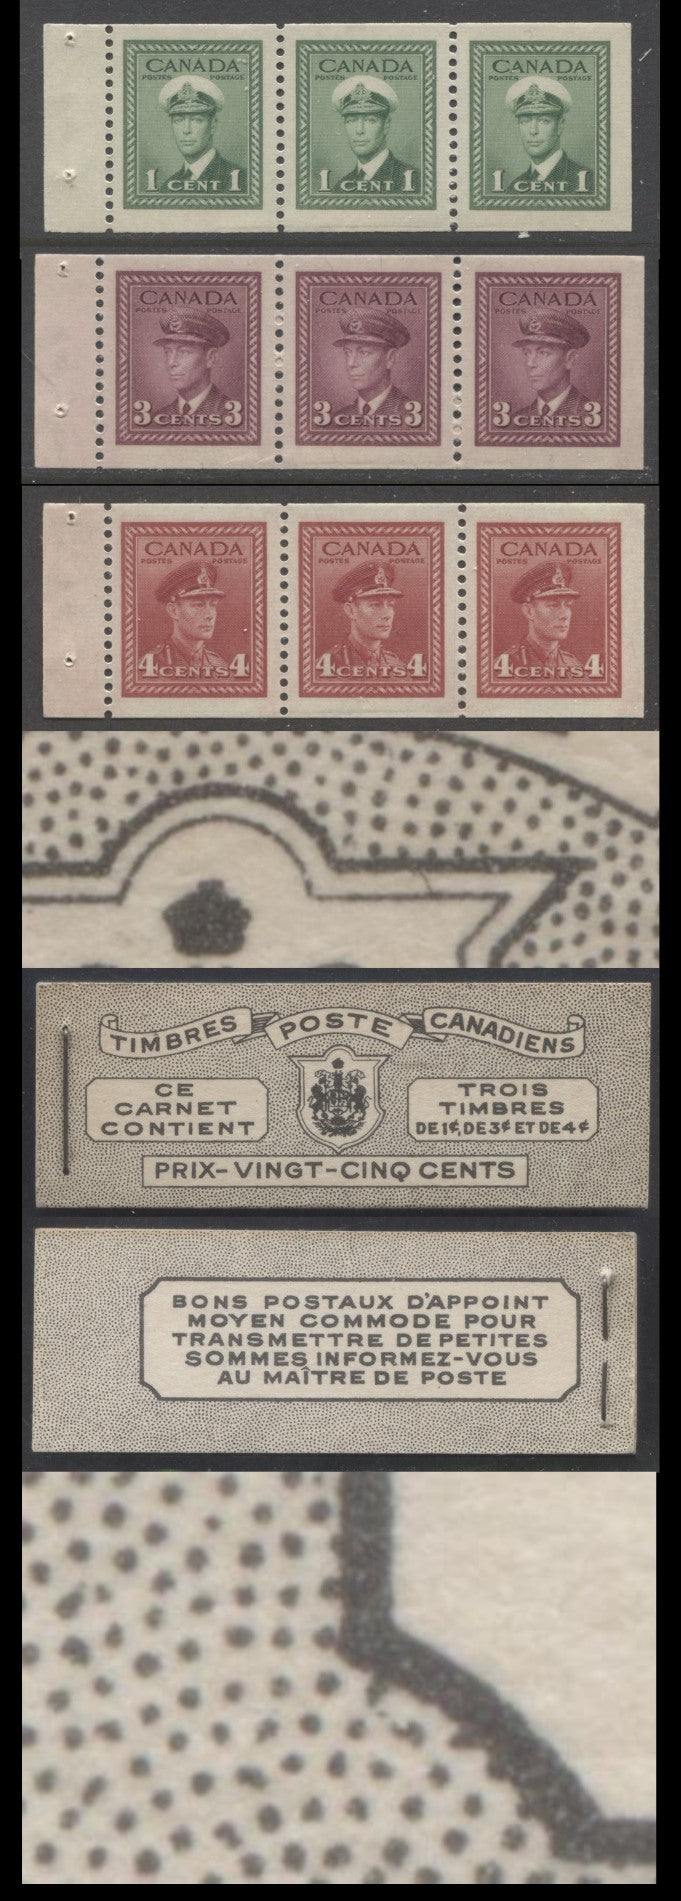 CANADA CANADA CANADA
POSTES POSTAGE POSTES POSTAGE POSTES POSTAGE
1 CENT 1 1 CENT 1 1 CENT 1
CANADA CANADA CANADA
POSTES POSTAGE POSTES POSTAGE POSTES POSTAGE
3 CENTS 3 3 CENTS 3 3 CENTS 3
CANADA CANADA CANADA
POSTES POSTAGE POSTES POSTAGE POSTES POSTAGE
4 CENTS 4 4 CENTS 4 4 CENTS 4
TIMBRES POSTE CANADIENS
CE
CARNET
CONTIENT
TROIS
TIMBRES
DE 1¢, DE 3¢ ET DE 4¢
PRIX-VINGT-CINQ CENTS
BONS POSTAUX D'APPOINT
MOYEN COMMODE POUR
TRANSMETTRE DE PETITES
SOMMES INFORMEZ-VOUS
AU MAÎTRE DE POSTE